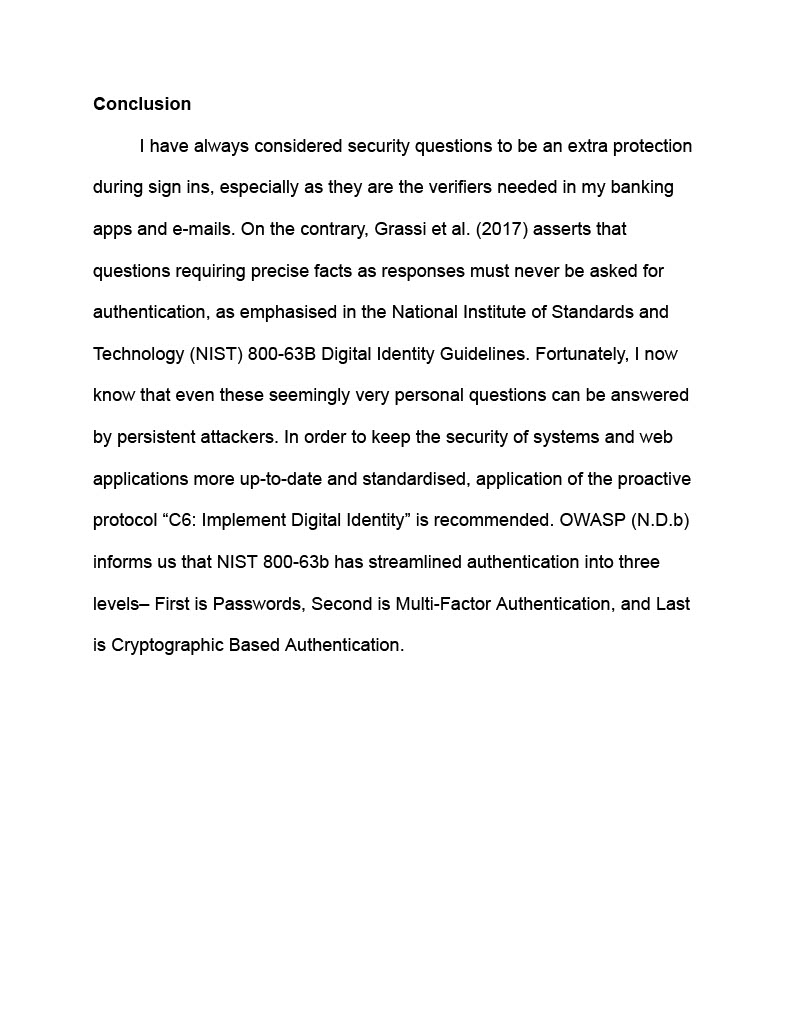 Conclusion
I have always considered security questions to be an extra protection
during sign ins, especially as they are the verifiers needed in my banking
apps and e-mails. On the contrary, Grassi et al. (2017) asserts that
questions requiring precise facts as responses must never be asked for
authentication, as emphasised in the National Institute of Standards and
Technology (NIST) 800-63B Digital Identity Guidelines. Fortunately, I now
know that even these seemingly very personal questions can be answered
by persistent attackers. In order to keep the security of systems and web
applications more up-to-date and standardised, application of the proactive
protocol “C6: Implement Digital Identity” is recommended. OWASP (N.D.b)
informs us that NIST 800-63b has streamlined authentication into three
levels– First is Passwords, Second is Multi-Factor Authentication, and Last
is Cryptographic Based Authentication.